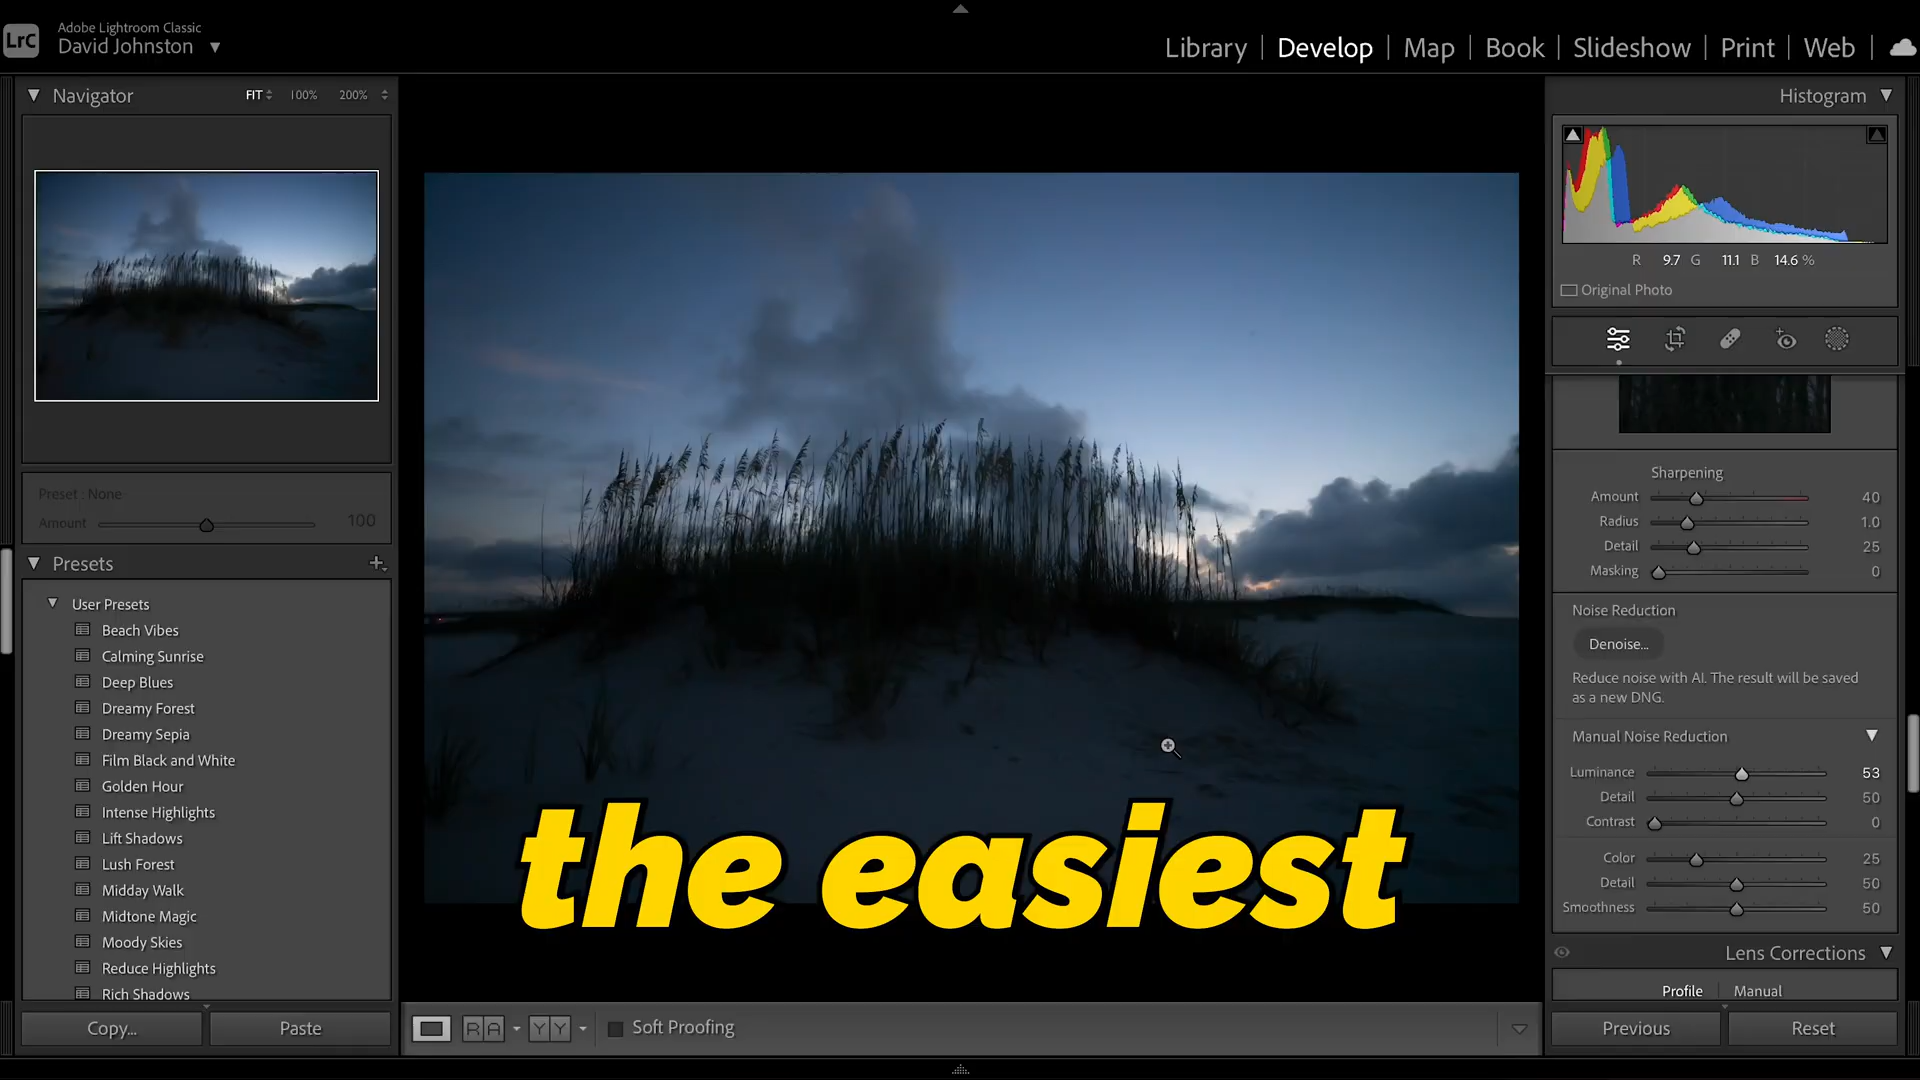 LrC
Adobe Lightroom Classic
David Johnston
Library | Develop | Map | Book | Slideshow | Print | Web |
Navigator
FIT 100% 200%
Preset : None
Amount 100
Presets
User Presets
Beach Vibes
Calming Sunrise
Deep Blues
Dreamy Forest
Dreamy Sepia
Film Black and White
Golden Hour
Intense Highlights
Lift Shadows
Lush Forest
Midday Walk
Midtone Magic
Moody Skies
Reduce Highlights
Rich Shadows
Copy... Paste
the easiest
R A Y Y Soft Proofing
Histogram
R 9.7 G 11.1 B 14.6 %
Original Photo
Sharpening
Amount 40
Radius 1.0
Detail 25
Masking 0
Noise Reduction
Denoise...
Reduce noise with AI. The result will be saved
as a new DNG.
Manual Noise Reduction
Luminance 53
Detail 50
Contrast 0
Color 25
Detail 50
Smoothness 50
Lens Corrections
Profile | Manual
Previous Reset